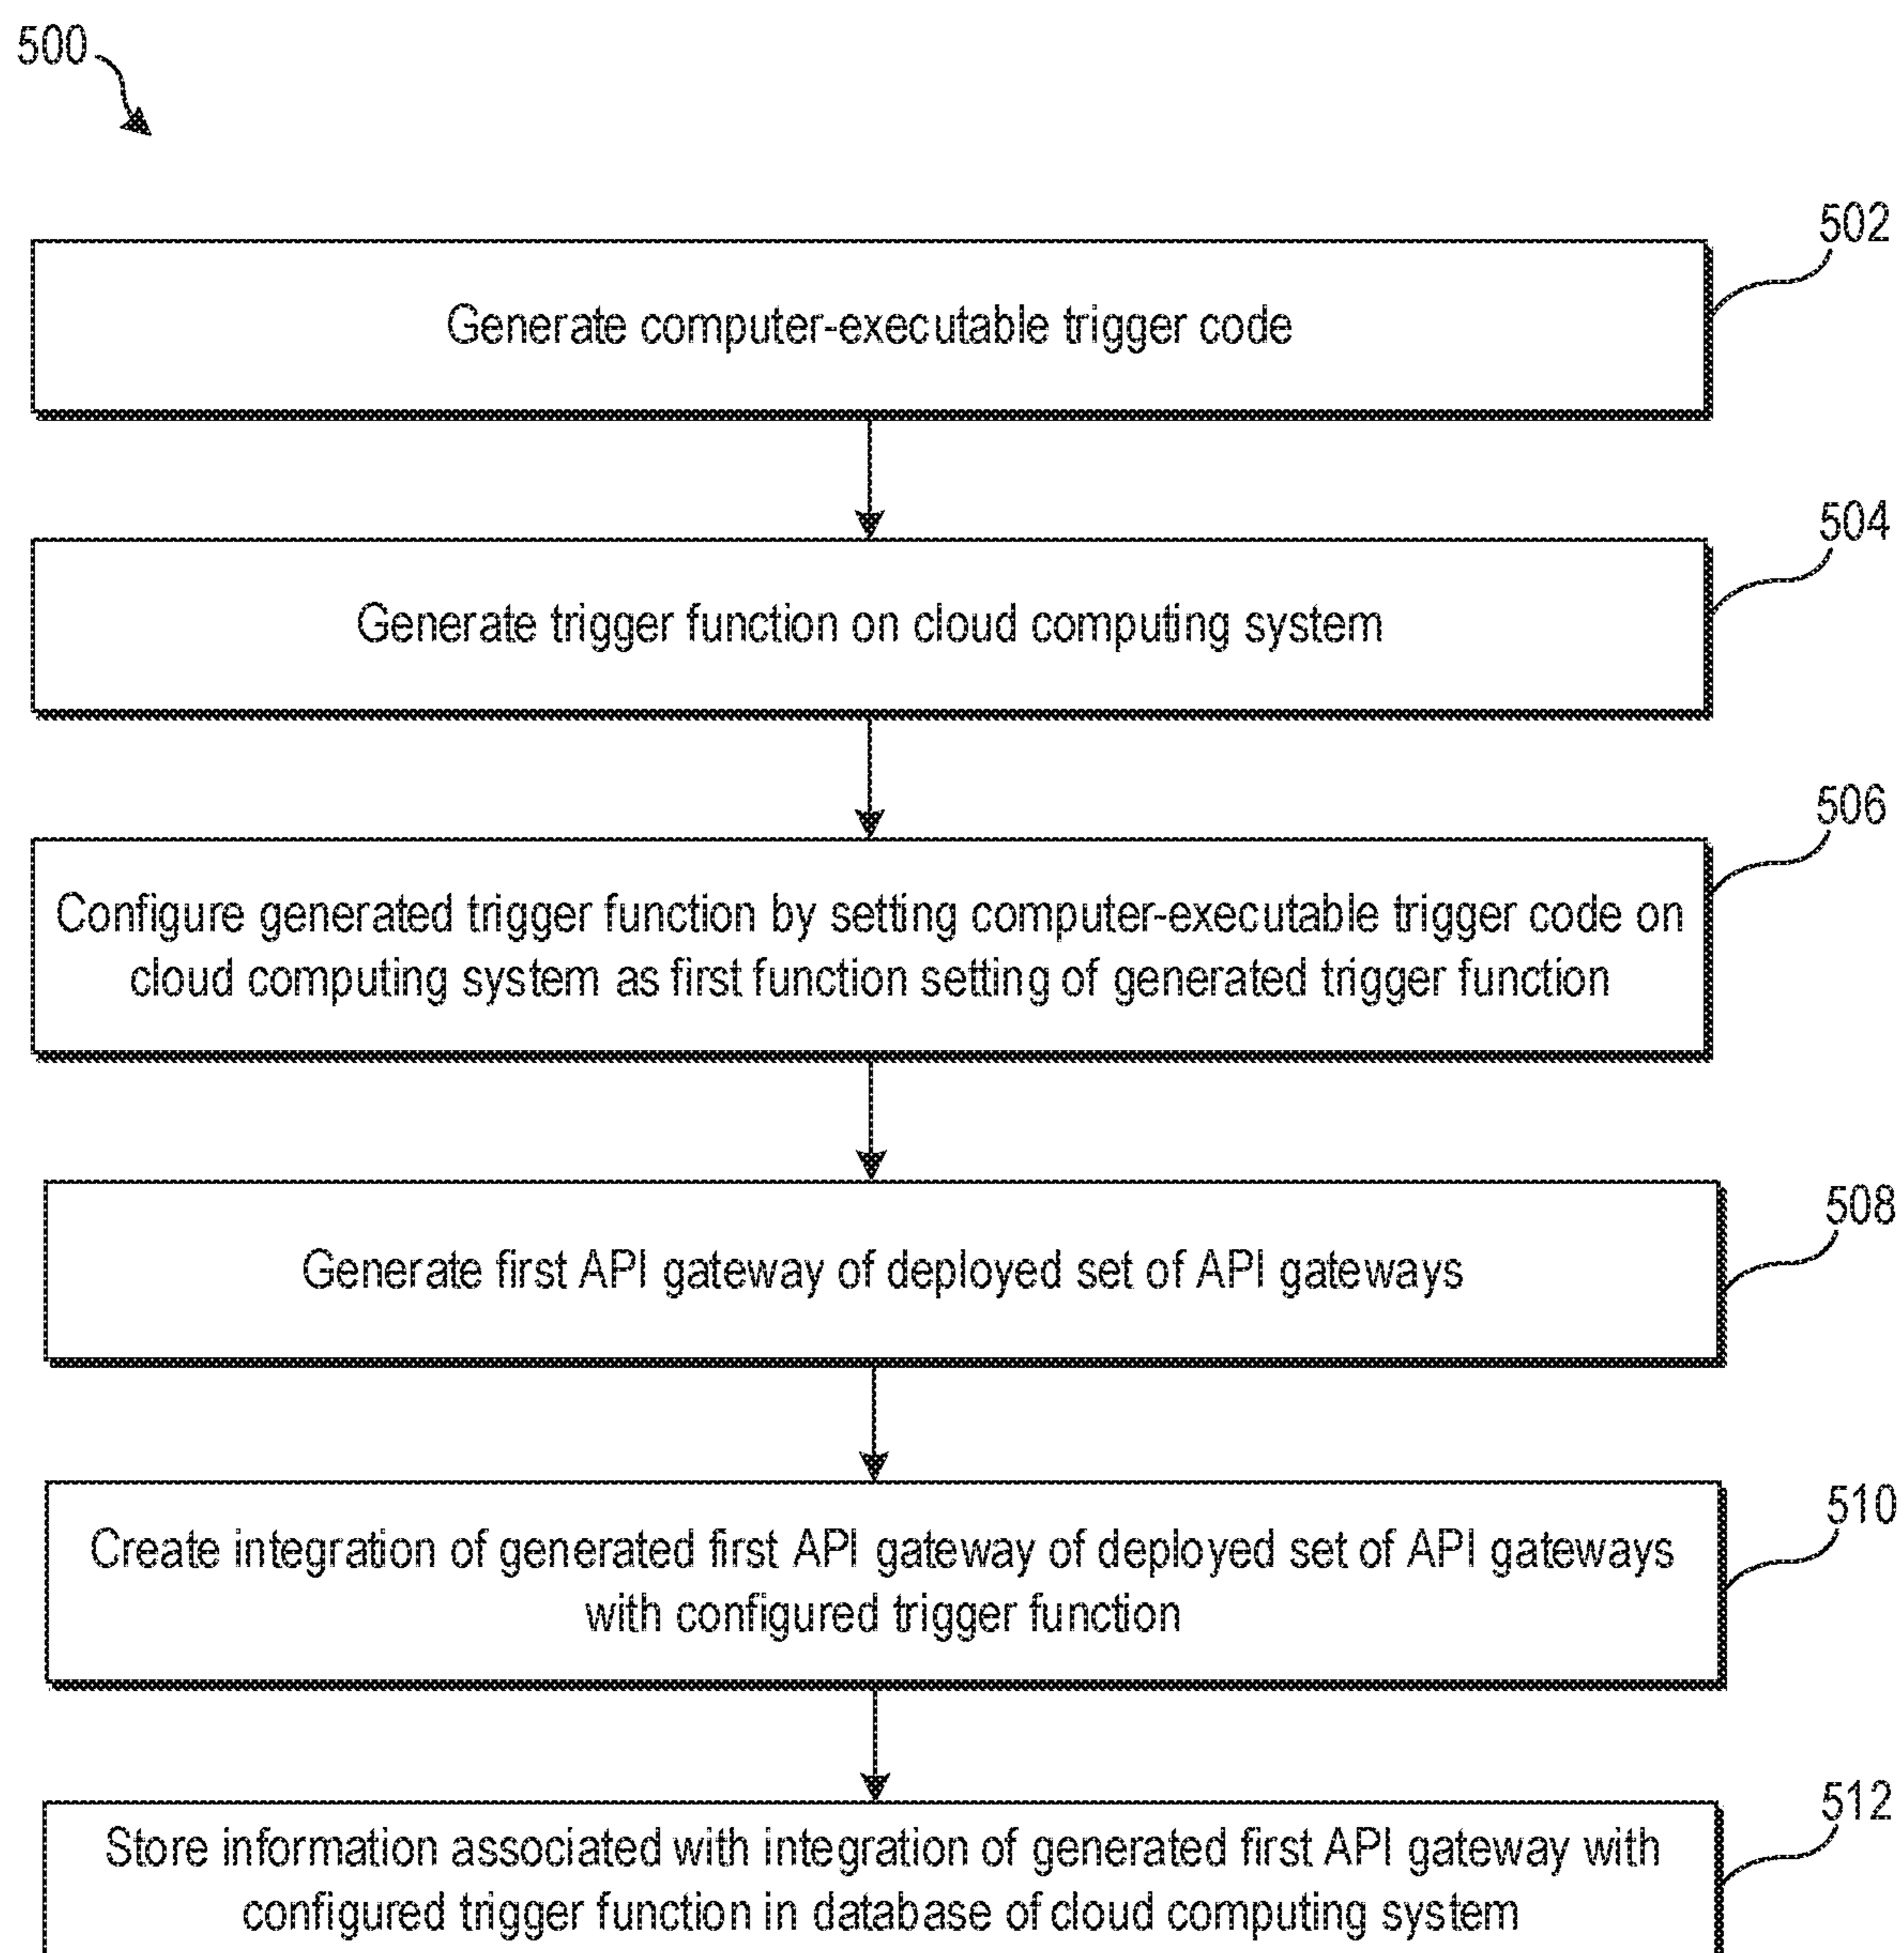 500
502
Generate computer-executable trigger code
504
Generate trigger function on cloud computing system
506
Configure generated trigger function by setting computer-executable trigger code on
cloud computing system as first function setting of generated trigger function
508
Generate first API gateway of deployed set of API gateways
510
Create integration of generated first API gateway of deployed set of API gateways
with configured trigger function
512
Store information associated with integration of generated first API gateway with
configured trigger function in database of cloud computing system